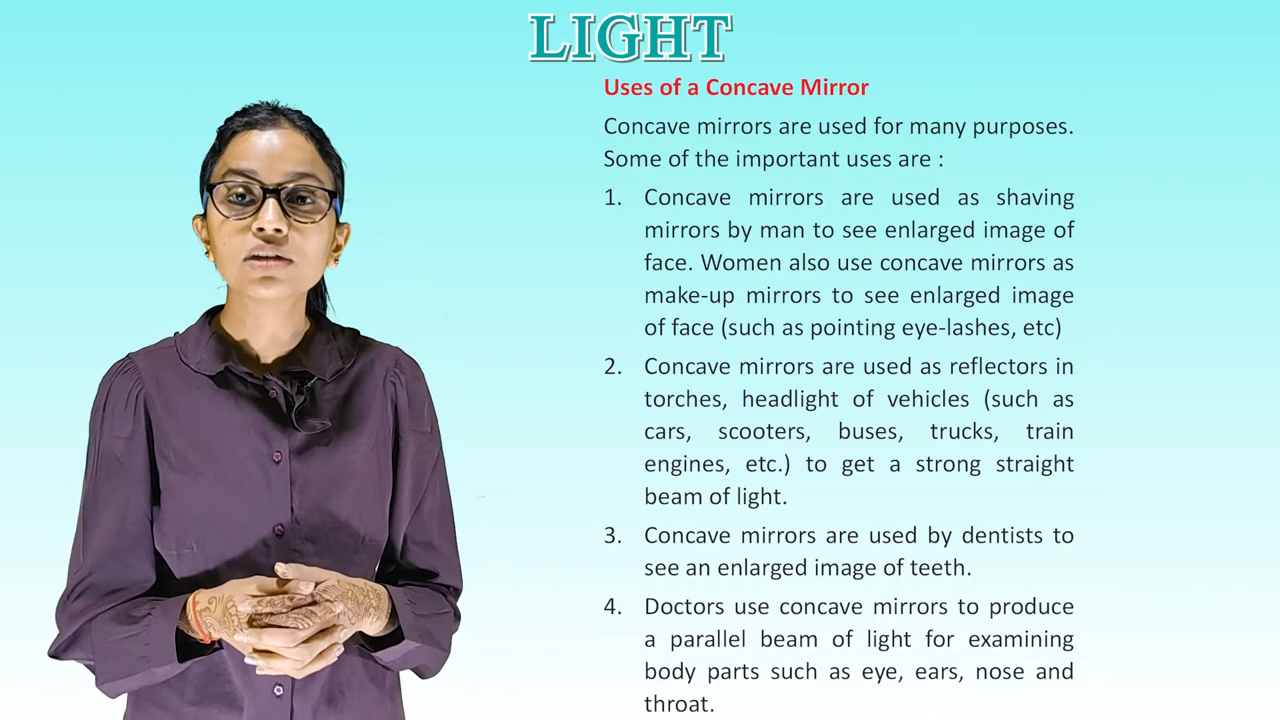 LIGHT
Uses of a Concave Mirror
Concave mirrors are used for many purposes.
Some of the important uses are :
1. Concave mirrors are used as shaving
mirrors by man to see enlarged image of
face. Women also use concave mirrors as
make-up mirrors to see enlarged image
of face (such as pointing eye-lashes, etc)
2. Concave mirrors are used as reflectors in
torches, headlight of vehicles (such as
cars, scooters, buses, trucks, train
engines, etc.) to get a strong straight
beam of light.
3. Concave mirrors are used by dentists to
see an enlarged image of teeth.
4. Doctors use concave mirrors to produce
a parallel beam of light for examining
body parts such as eye, ears, nose and
throat.